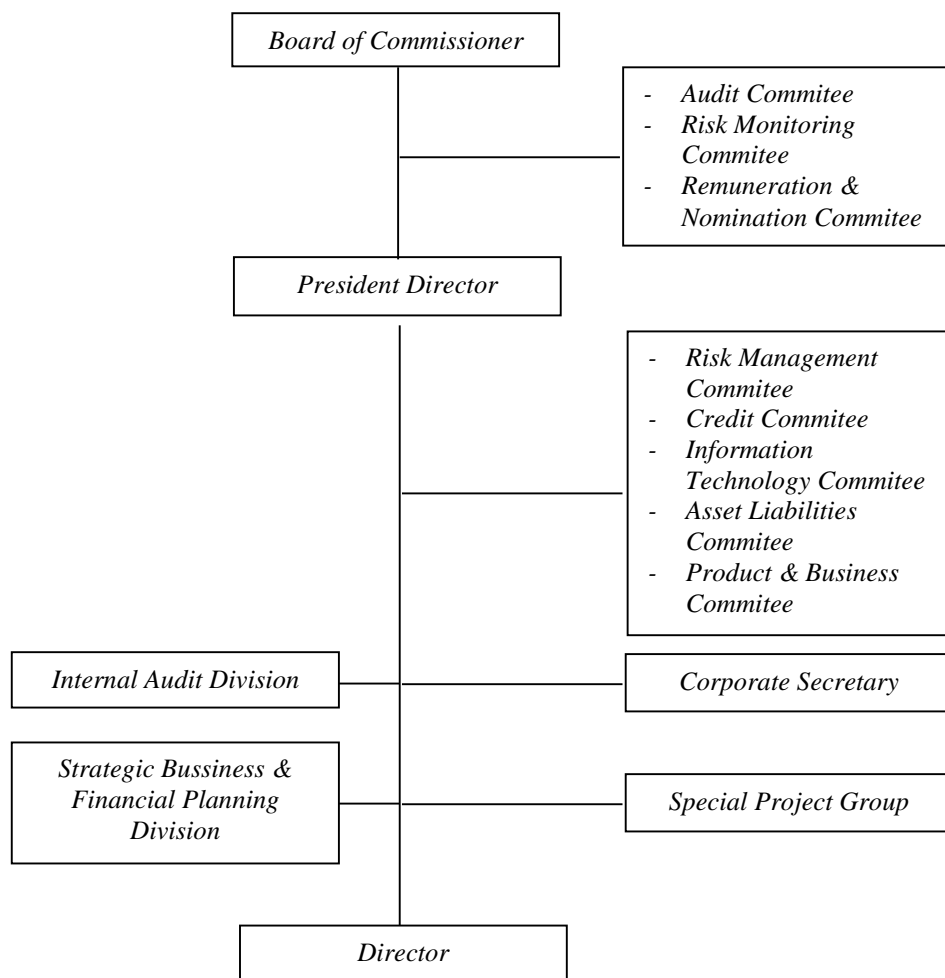 Board of Commissioner
- Audit Commitee
- Risk Monitoring
Commitee
- Remuneration &
Nomination Commitee
President Director
- Risk Management
Commitee
- Credit Commitee
- Information
Technology Commitee
- Asset Liabilities
Commitee
- Product & Business
Commitee
Internal Audit Division
Corporate Secretary
Strategic Bussiness &
Financial Planning
Division
Special Project Group
Director